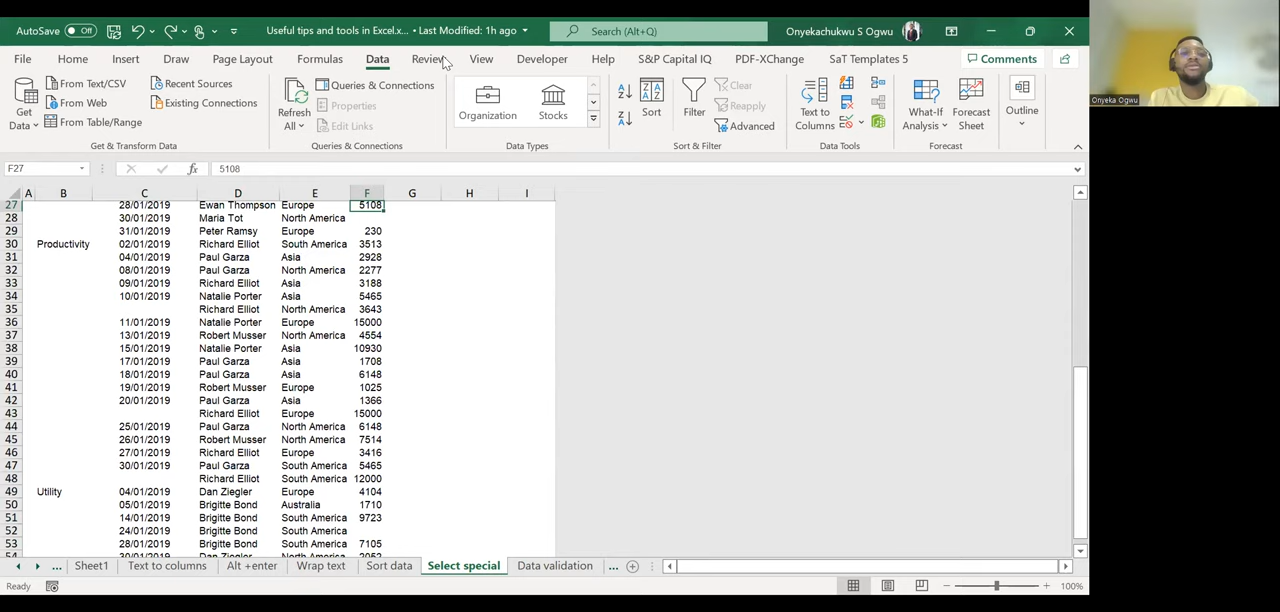 AutoSave Off Useful tips and tools in Excel.x... • Last Modified: 1h ago Search (Alt+Q) Onyekachukwu S Ogwu
File Home Insert Draw Page Layout Formulas Data Review View Developer Help S&P Capital IQ PDF-XChange SaT Templates 5 Comments
Get Data
From Text/CSV
From Web
From Table/Range
Recent Sources
Existing Connections
Get & Transform Data
Refresh All
Queries & Connections
Properties
Edit Links
Queries & Connections
Organization
Stocks
Data Types
Sort
Filter
Clear
Reapply
Advanced
Sort & Filter
Text to Columns
Data Tools
What-If Analysis
Forecast Sheet
Forecast
Outline
Onyeka Ogwu
F27 fx 5108
A B C D E F G H I
27 28/01/2019 Ewan Thompson Europe 5108
28 30/01/2019 Maria Tot North America
29 31/01/2019 Peter Ramsy Europe 230
30 Productivity 02/01/2019 Richard Elliot South America 3513
31 04/01/2019 Paul Garza Asia 2928
32 08/01/2019 Paul Garza North America 2277
33 09/01/2019 Richard Elliot Asia 3188
34 10/01/2019 Natalie Porter Asia 5465
35 Richard Elliot North America 3643
36 11/01/2019 Natalie Porter Europe 15000
37 13/01/2019 Robert Musser North America 4554
38 15/01/2019 Natalie Porter Asia 10930
39 17/01/2019 Paul Garza Asia 1708
40 18/01/2019 Paul Garza Asia 6148
41 19/01/2019 Robert Musser Europe 1025
42 20/01/2019 Paul Garza Asia 1366
43 Richard Elliot Europe 15000
44 25/01/2019 Paul Garza North America 6148
45 26/01/2019 Robert Musser North America 7514
46 27/01/2019 Richard Elliot Europe 3416
47 30/01/2019 Paul Garza South America 5465
48 Richard Elliot South America 12000
49 Utility 04/01/2019 Dan Ziegler Europe 4104
50 05/01/2019 Brigitte Bond Australia 1710
51 14/01/2019 Brigitte Bond South America 9723
52 24/01/2019 Brigitte Bond South America
53 28/01/2019 Brigitte Bond South America 7105
54 30/01/2019 Dan Ziegler North America 2052
... Sheet1 Text to columns Alt +enter Wrap text Sort data Select special Data validation ...
Ready 100%